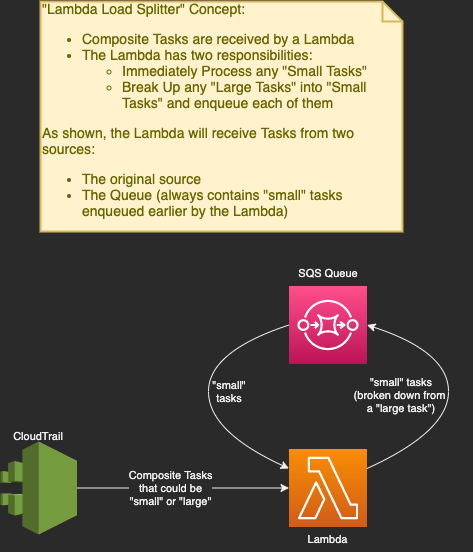 "Lambda Load Splitter" Concept:
Composite Tasks are received by a Lambda
The Lambda has two responsibilities:
Immediately Process any "Small Tasks"
Break Up any "Large Tasks" into "Small
Tasks" and enqueue each of them
As shown, the Lambda will receive Tasks from two
sources:
The original source
The Queue (always contains "small" tasks
enqueued earlier by the Lambda)
SQS Queue
"small"
tasks
"small" tasks
(broken down from
a "large task")
CloudTrail
Composite Tasks
that could be
"small" or "large"
Lambda